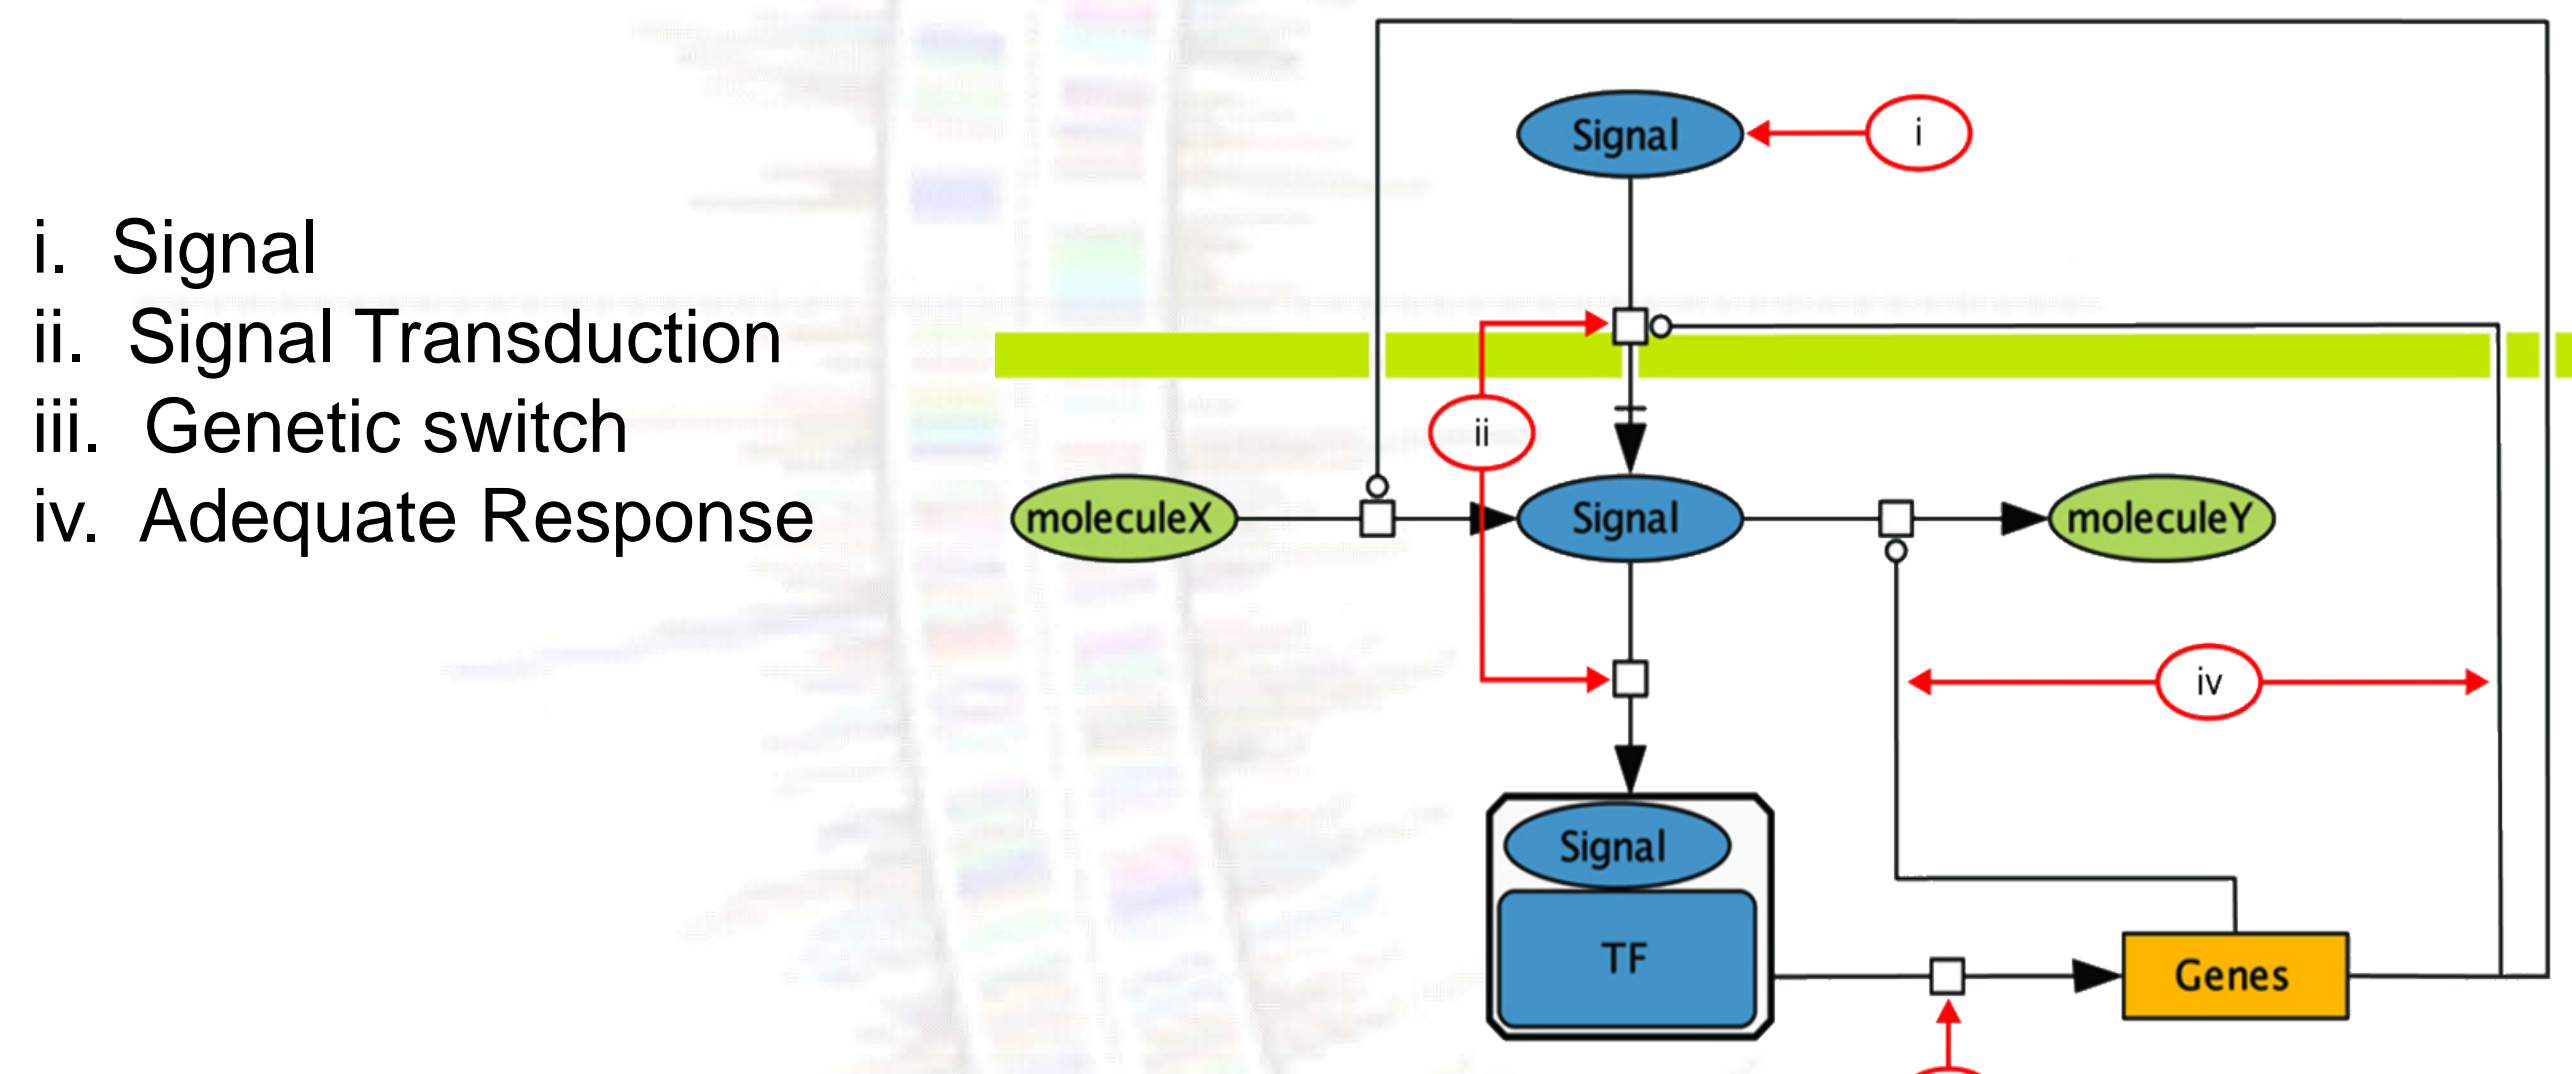 i. Signal
ii. Signal Transduction
iii. Genetic switch
iv. Adequate Response
Signal
i
ii
moleculeX
Signal
moleculeY
iv
Signal
TF
Genes